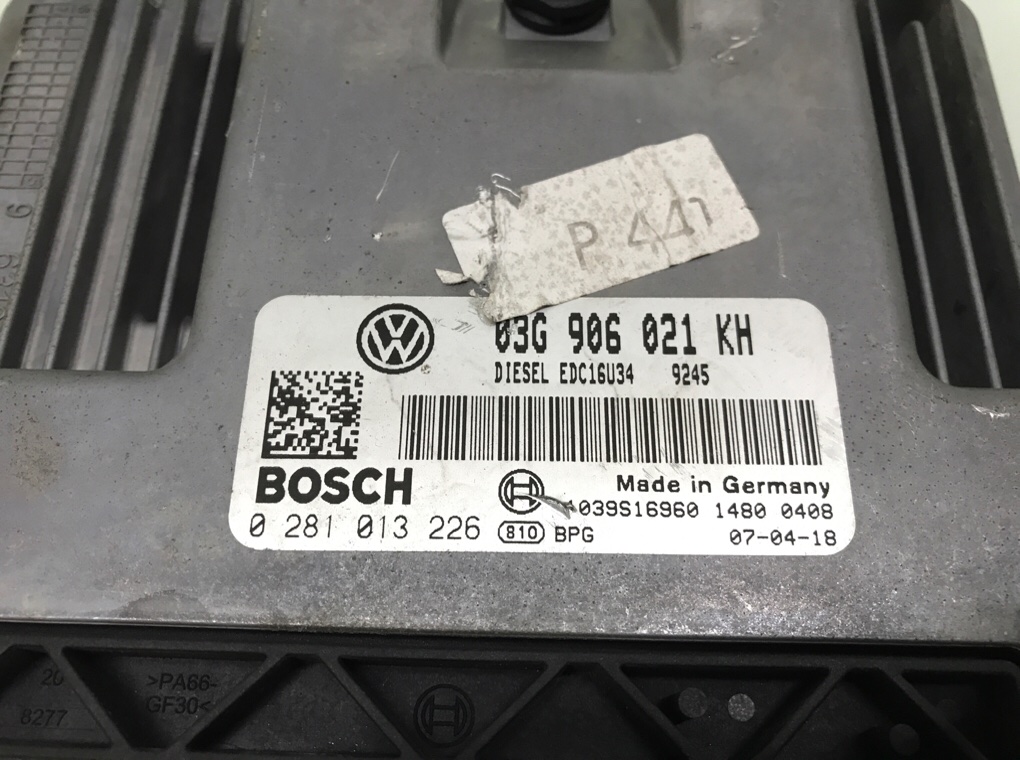 P 441
03G 906 021 KH
DIESEL EDC16U34 9245
BOSCH
Made in Germany
1039S16960 1480 0408
0 281 013 226 810 BPG
07-04-18
20
8277
>PA66-
GF30<